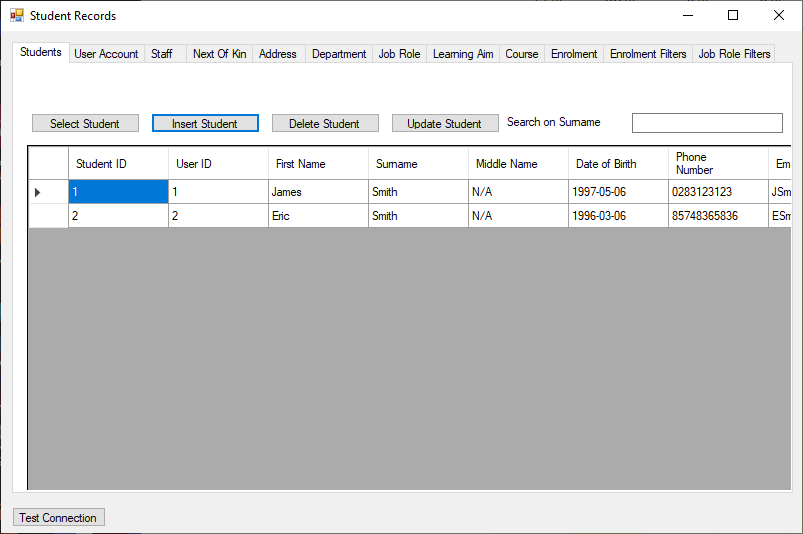 Student Records
Students User Account Staff Next Of Kin Address Department Job Role Learning Aim Course Enrolment Enrolment Filters Job Role Filters
Select Student Insert Student Delete Student Update Student Search on Surname
Student ID User ID First Name Surname Middle Name Date of Birth Phone Number Em
1 1 James Smith N/A 1997-05-06 0283123123 JSm
2 2 Eric Smith N/A 1996-03-06 85748365836 ESm
Test Connection